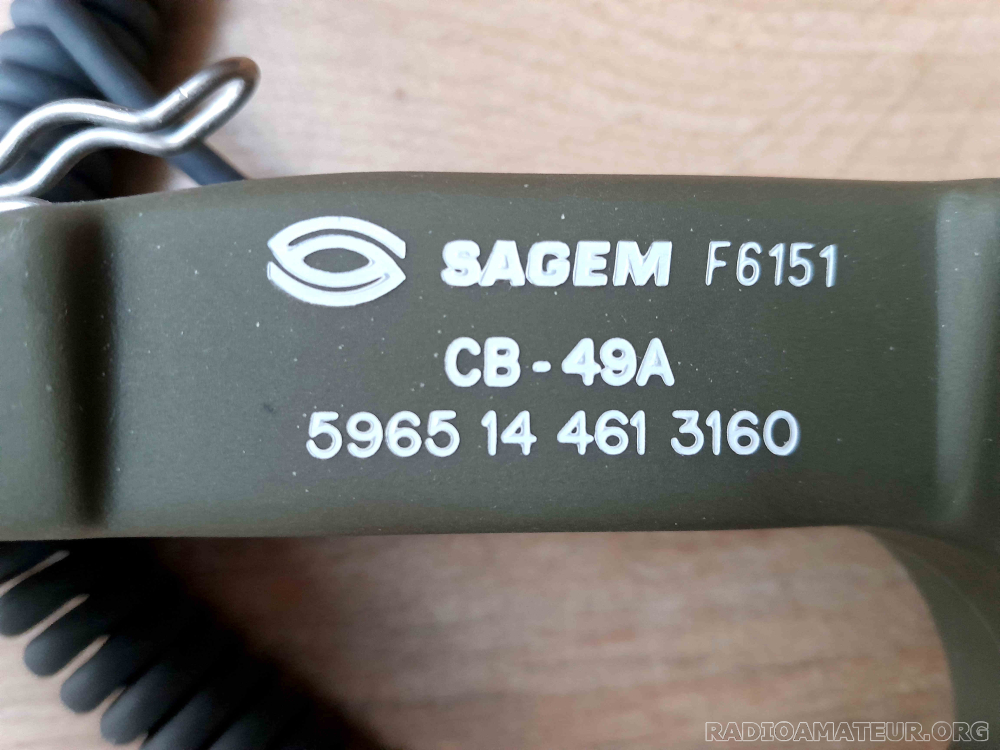 SAGEM F6151
CB-49A
5965 14 461 3160
RADIOAMATEUR.ORG